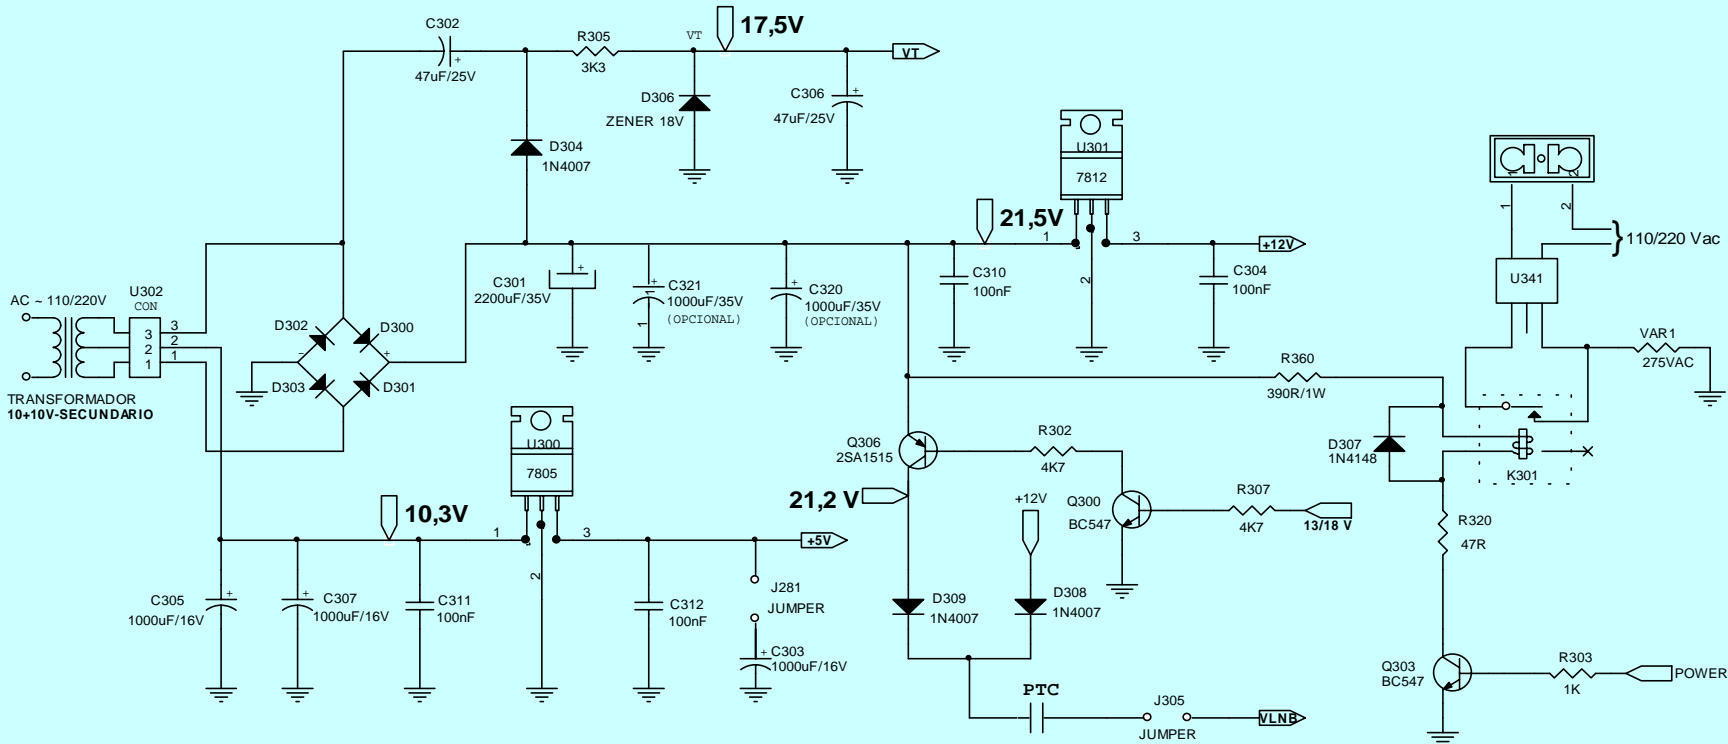 C302
47uF/25V
R305
3K3
VT
17,5V
VT
D306
ZENER 18V
C306
47uF/25V
D304
1N4007
U301
7812
21,5V
1
3
2
+12V
C301
2200uF/35V
C321
1000uF/35V
(OPCIONAL)
1
1
C320
1000uF/35V
(OPCIONAL)
C310
100nF
C304
100nF
1
2
1
2
110/220 Vac
U341
VAR1
275VAC
AC ~ 110/220V
U302
CON
3
2
1
3
2
1
TRANSFORMADOR
10+10V-SECUNDARIO
D302
D300
D303
D301
-
+
R360
390R/1W
D307
1N4148
K301
U300
7805
10,3V
1
3
2
+5V
Q306
2SA1515
21,2 V
R302
4K7
Q300
BC547
R307
4K7
13/18 V
+12V
R320
47R
C305
1000uF/16V
C307
1000uF/16V
C311
100nF
C312
100nF
J281
JUMPER
C303
1000uF/16V
D309
1N4007
D308
1N4007
PTC
J305
JUMPER
VLNB
Q303
BC547
R303
1K
POWER